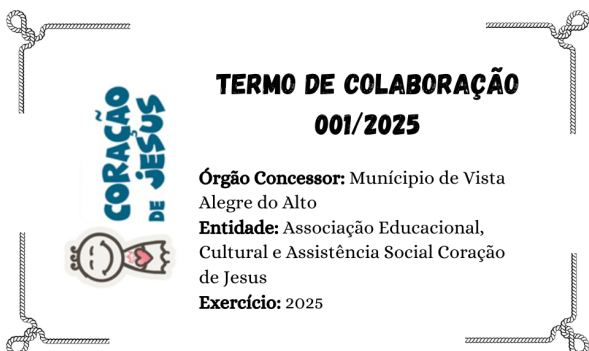 CORAÇÃO
DE JESUS
TERMO DE COLABORAÇÃO
001/2025
Órgão Concessor: Munícipio de Vista
Alegre do Alto
Entidade: Associação Educacional,
Cultural e Assistência Social Coração
de Jesus
Exercício: 2025